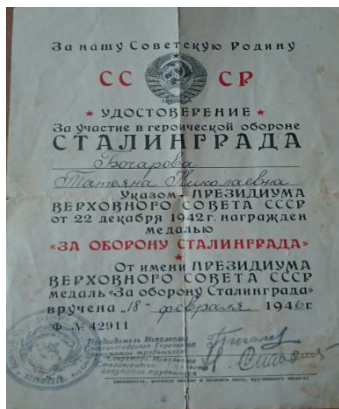 За нашу Советскую Родину
СС СР
★ УДОСТОВЕРЕНИЕ ★
За участие в героической обороне
СТАЛИНГРАДА
Бочарова
Татьяна Николаевна
Указом ПРЕЗИДИУМА
ВЕРХОВНОГО СОВЕТА СССР
от 22 декабря 1942 г. награжден
медалью
«ЗА ОБОРОНУ СТАЛИНГРАДА»
★
От имени ПРЕЗИДИУМА
ВЕРХОВНОГО СОВЕТА СССР
медаль «За оборону Сталинграда»
вручена „18“ февраля 1946 г.
Ф № 42911